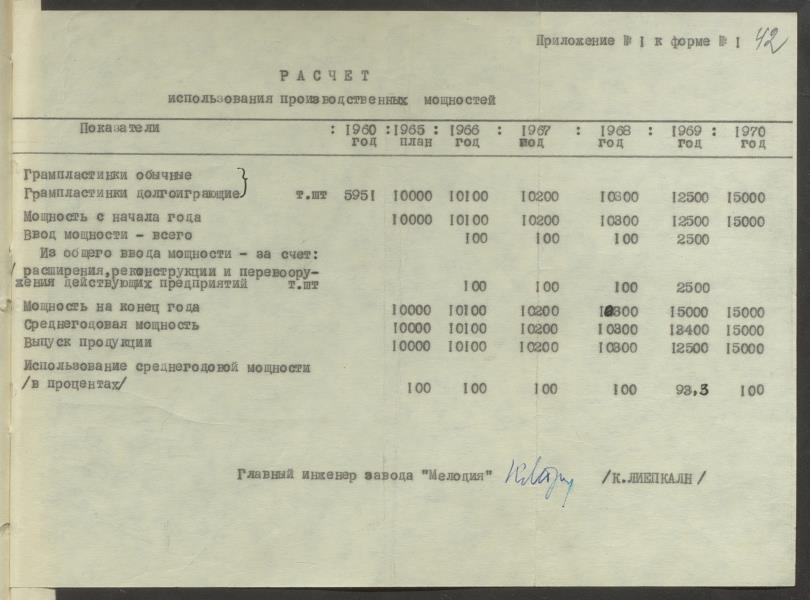 Приложение № I к форме № I 42
РАСЧЕТ
использования производственных мощностей
Показатели : 1960 : 1965 : 1966 : 1967 : 1968 : 1969 : 1970
год план год иод год год год
Грампластинки обычные }
Грампластинки долгоиграющие т.шт 5951 10000 10100 10200 10300 12500 15000
Мощность с начала года 10000 10100 10200 10300 12500 15000
Ввод мощности - всего 100 100 100 2500
Из общего ввода мощности - за счет:
расширения,реконструкции и перевоору-
жения действующих предприятий т.шт 100 100 100 2500
Мощность на конец года 10000 10100 10200 10300 15000 15000
Среднегодовая мощность 10000 10100 10200 10300 13400 15000
Выпуск продукции 10000 10100 10200 10300 12500 15000
Использование среднегодовой мощности
/в процентах/ 100 100 100 100 93,3 100
Главный инженер завода "Мелодия" /К.ЛИЕПКАЛН/